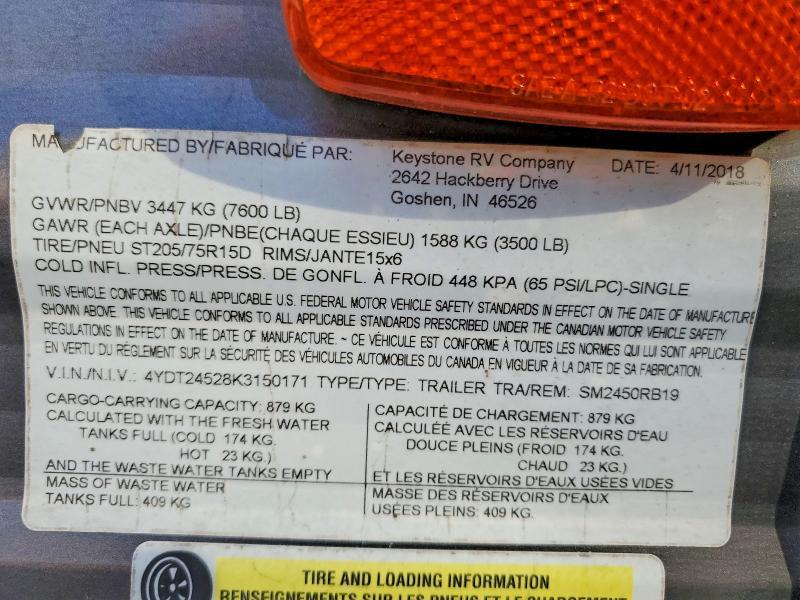 MANUFACTURED BY/FABRIQUÉ PAR: Keystone RV Company DATE: 4/11/2018
2642 Hackberry Drive
Goshen, IN 46526
GVWR/PNBV 3447 KG (7600 LB)
GAWR (EACH AXLE)/PNBE(CHAQUE ESSIEU) 1588 KG (3500 LB)
TIRE/PNEU ST205/75R15D RIMS/JANTE15x6
COLD INFL. PRESS/PRESS. DE GONFL. À FROID 448 KPA (65 PSI/LPC)-SINGLE
THIS VEHICLE CONFORMS TO ALL APPLICABLE U.S. FEDERAL MOTOR VEHICLE SAFETY STANDARDS IN EFFECT ON THE DATE OF MANUFACTURE
SHOWN ABOVE. THIS VEHICLE CONFORMS TO ALL APPLICABLE STANDARDS PRESCRIBED UNDER THE CANADIAN MOTOR VEHICLE SAFETY
REGULATIONS IN EFFECT ON THE DATE OF MANUFACTURE. ~ CE VÉHICULE EST CONFORME À TOUTES LES NORMES QUI LUI SONT APPLICABLE
EN VERTU DU RÈGLEMENT SUR LA SÉCURITÉ DES VÉHICULES AUTOMOBILES DU CANADA EN VIGUEUR À LA DATE DE SA FABRICATION.
V.I.N./N.I.V.: 4YDT24528K3150171 TYPE/TYPE: TRAILER TRA/REM: SM2450RB19
CARGO-CARRYING CAPACITY: 879 KG
CALCULATED WITH THE FRESH WATER
TANKS FULL (COLD 174 KG.
HOT 23 KG.)
AND THE WASTE WATER TANKS EMPTY
MASS OF WASTE WATER
TANKS FULL: 409 KG
CAPACITÉ DE CHARGEMENT: 879 KG
CALCULÉE AVEC LES RÉSERVOIRS D'EAU
DOUCE PLEINS (FROID 174 KG.
CHAUD 23 KG.)
ET LES RÉSERVOIRS D'EAUX USÉES VIDES
MASSE DES RÉSERVOIRS D'EAUX
USÉES PLEINS: 409 KG.
TIRE AND LOADING INFORMATION
RENSEIGNEMENTS SUR LES PNEUS ET LE CHARGEMENT